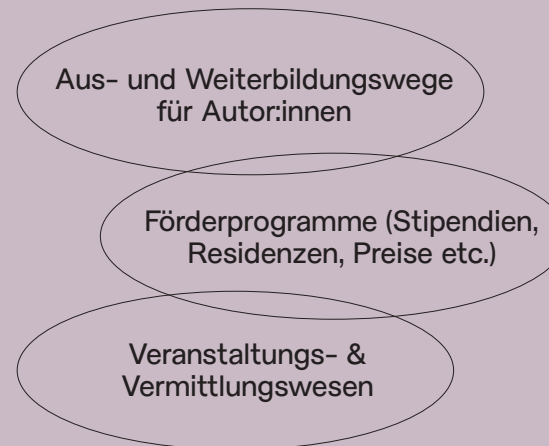 Aus- und Weiterbildungswege
für Autor:innen
Förderprogramme (Stipendien,
Residenzen, Preise etc.)
Veranstaltungs- &
Vermittlungswesen